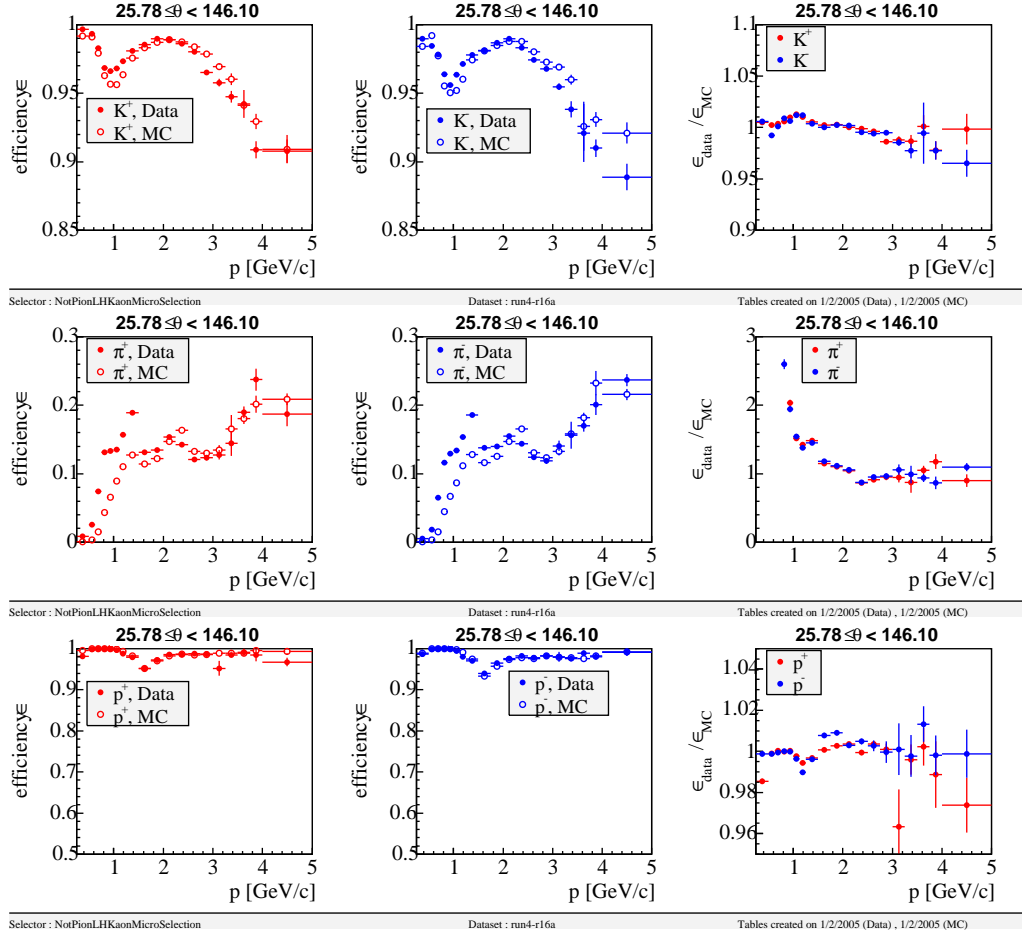 25.78 ≤θ < 146.10
25.78 ≤θ < 146.10
25.78 ≤θ < 146.10
efficiency∈
1
0.95
0.9
0.85
K+, Data
K+, MC
1 2 3 4 5
p [GeV/c]
efficiency∈
1
0.95
0.9
0.85
K-, Data
K-, MC
1 2 3 4 5
p [GeV/c]
∈data / ∈MC
1.1
1.05
1
0.95
0.9
K+
K-
1 2 3 4 5
p [GeV/c]
Selector : NotPionLHKaonMicroSelection
Dataset : run4-r16a
Tables created on 1/2/2005 (Data) , 1/2/2005 (MC)
25.78 ≤θ < 146.10
25.78 ≤θ < 146.10
25.78 ≤θ < 146.10
efficiency∈
0.3
0.2
0.1
0
π+, Data
π+, MC
1 2 3 4 5
p [GeV/c]
efficiency∈
0.3
0.2
0.1
0
π-, Data
π-, MC
1 2 3 4 5
p [GeV/c]
∈data / ∈MC
3
2
1
0
π+
π-
1 2 3 4 5
p [GeV/c]
Selector : NotPionLHKaonMicroSelection
Dataset : run4-r16a
Tables created on 1/2/2005 (Data) , 1/2/2005 (MC)
25.78 ≤θ < 146.10
25.78 ≤θ < 146.10
25.78 ≤θ < 146.10
efficiency∈
1
0.9
0.8
0.7
0.6
0.5
p+, Data
p+, MC
1 2 3 4 5
p [GeV/c]
efficiency∈
1
0.9
0.8
0.7
0.6
0.5
p-, Data
p-, MC
1 2 3 4 5
p [GeV/c]
∈data / ∈MC
1.04
1.02
1
0.98
0.96
p+
p-
1 2 3 4 5
p [GeV/c]
Selector : NotPionLHKaonMicroSelection
Dataset : run4-r16a
Tables created on 1/2/2005 (Data) , 1/2/2005 (MC)